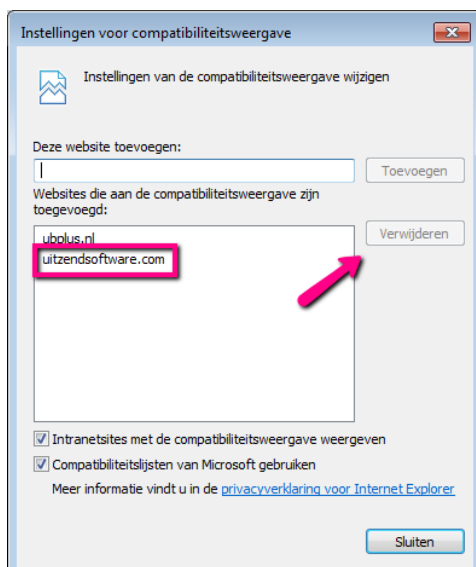 Instellingen voor compatibiliteitsweergave
Instellingen van de compatibiliteitsweergave wijzigen
Deze website toevoegen:
Toevoegen
Websites die aan de compatibiliteitsweergave zijn
toegevoegd:
ubplus.nl
Verwijderen
uitzendsoftware.com
Intranetsites met de compatibiliteitsweergave weergeven
Compatibiliteitslijsten van Microsoft gebruiken
Meer informatie vindt u in de privacyverklaring voor Internet Explorer
Sluiten